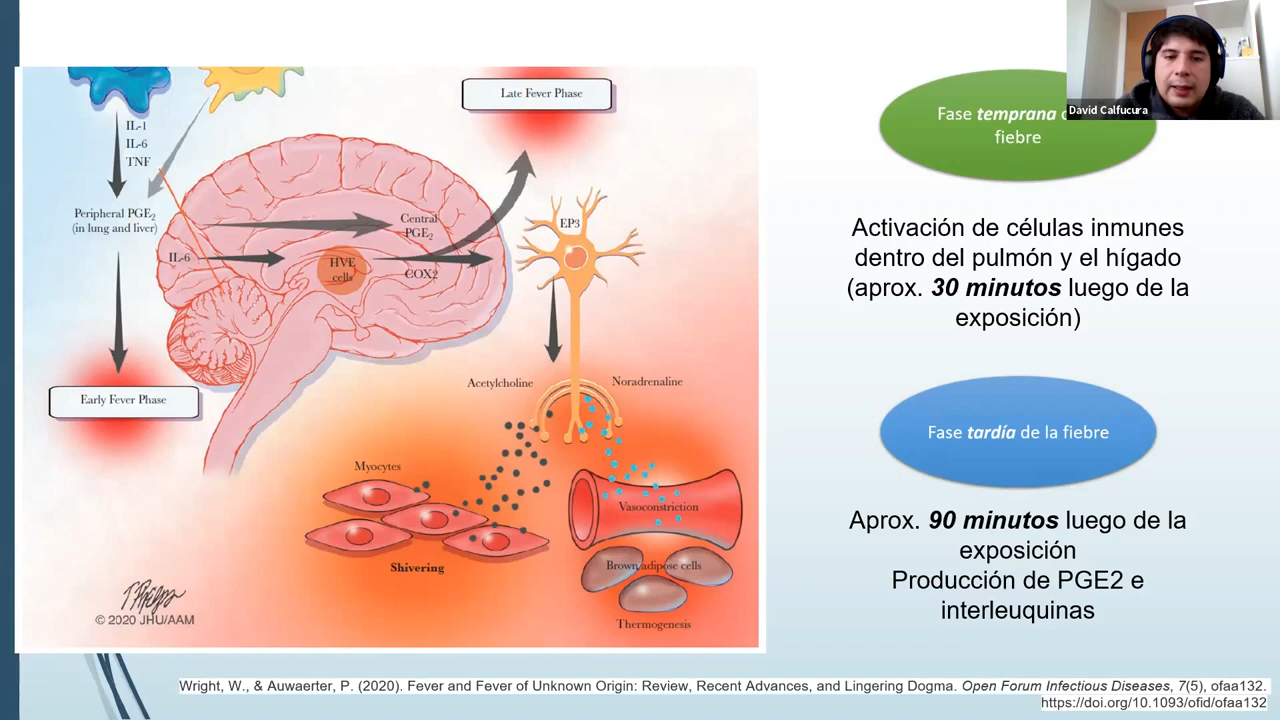 David Calfucura
Late Fever Phase
IL-1
IL-6
TNF
Peripheral PGE2
(in lung and liver)
Central
PGE2
IL-6
HVE
cells
COX2
EP3
Early Fever Phase
Acetylcholine
Noradrenaline
Myocytes
Shivering
Vasoconstriction
Brown adipose cells
Thermogenesis
© 2020 JHU/AAM
Fase temprana
fiebre
Activación de células inmunes
dentro del pulmón y el hígado
(aprox. 30 minutos luego de la
exposición)
Fase tardía de la fiebre
Aprox. 90 minutos luego de la
exposición
Producción de PGE2 e
interleuquinas
Wright, W., & Auwaerter, P. (2020). Fever and Fever of Unknown Origin: Review, Recent Advances, and Lingering Dogma. Open Forum Infectious Diseases, 7(5), ofaa132.
https://doi.org/10.1093/ofid/ofaa132